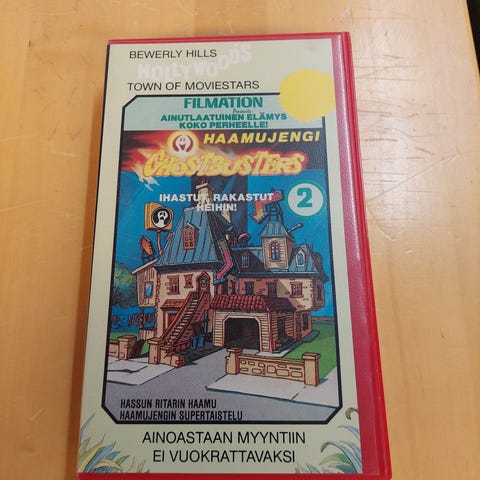 BEWERLY HILLS
HOLLYWOODS
TOWN OF MOVIESTARS
FILMATION
Presents
AINUTLAATUINEN ELÄMYS
KOKO PERHEELLE!
HAAMUJENGI
GHOSTBUSTERS
IHASTUT, RAKASTUT
HEIHIN!
2
HASSUN RITARIN HAAMU
HAAMUJENGIN SUPERTAISTELU
AINOASTAAN MYYNTIIN
EI VUOKRATTAVAKSI